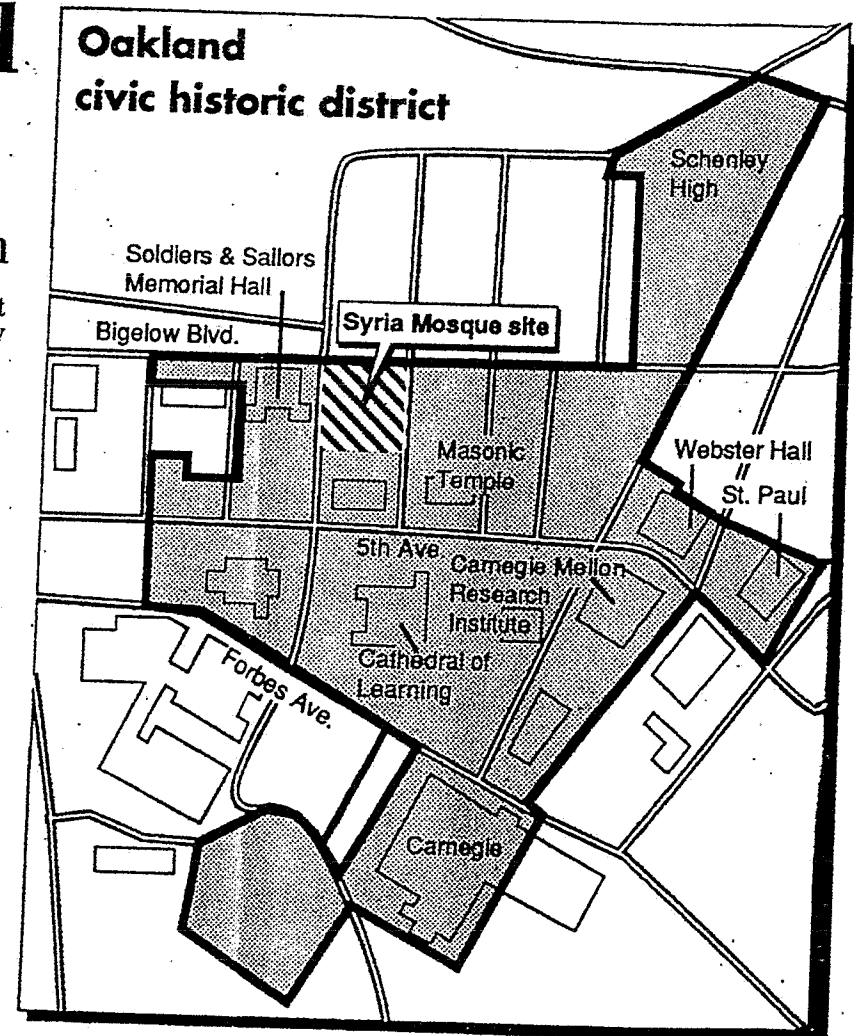 Oakland
civic historic district
Schenley
High
Soldiers & Sailors
Memorial Hall
Syria Mosque site
Bigelow Blvd.
Masonic
Temple
Webster Hall
St. Paul
5th Ave.
Carnegie Mellon
Research
Institute
Cathedral of
Learning
Forbes Ave.
Carnegie